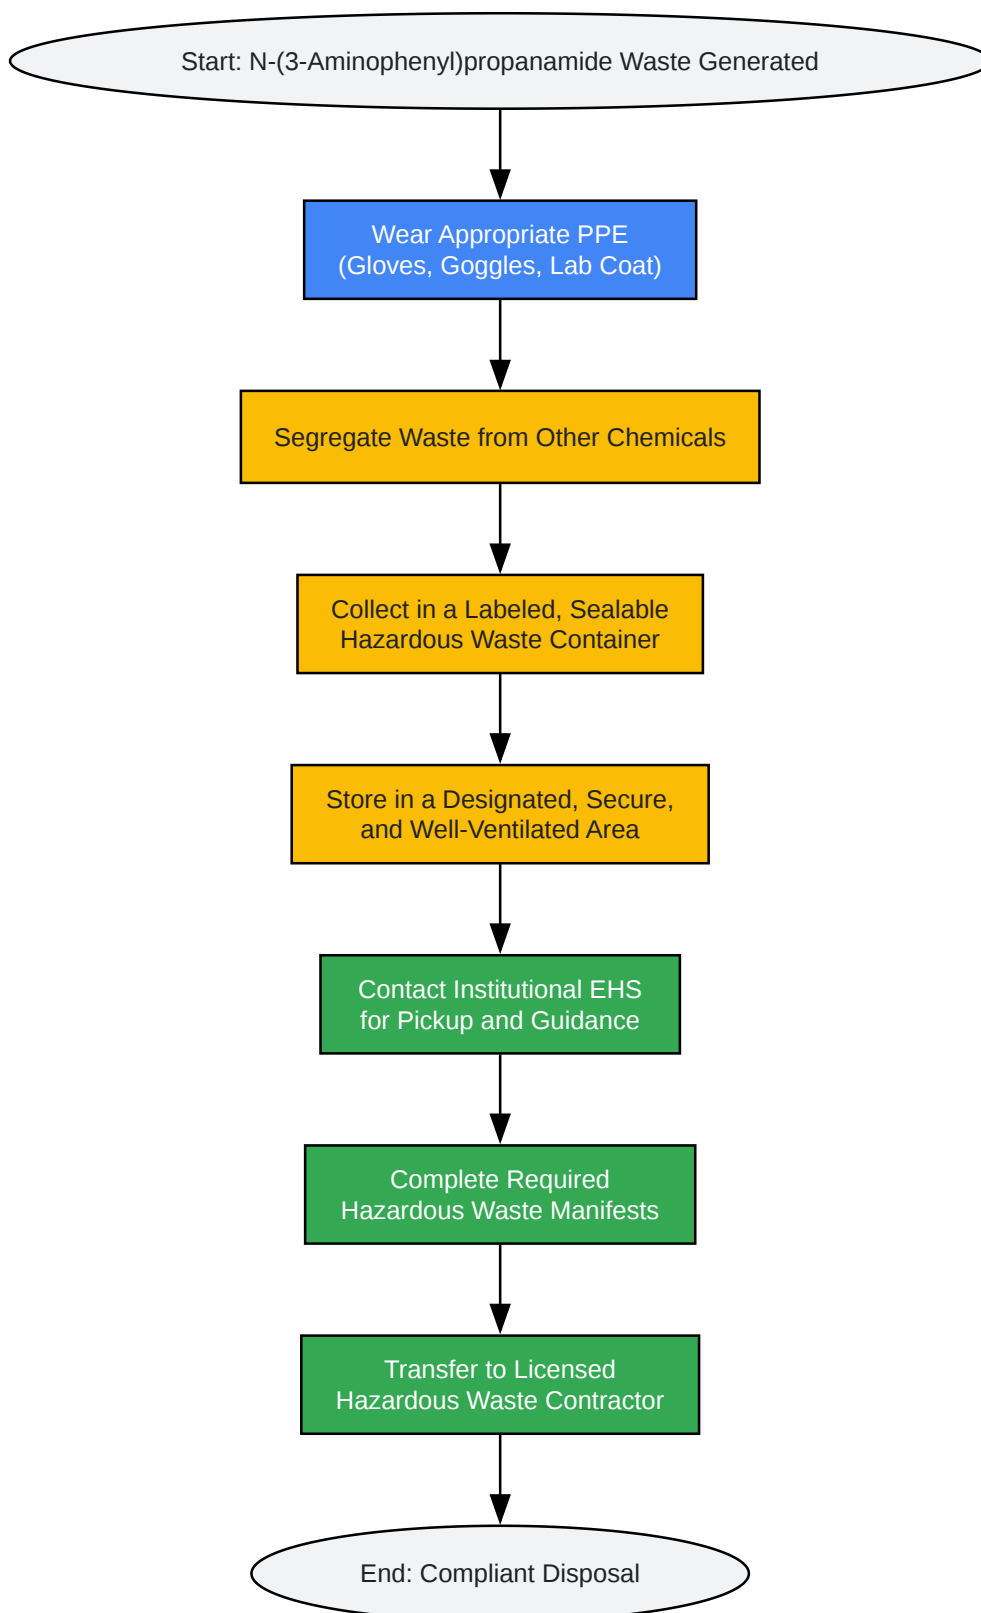 Start: N-(3-Aminophenyl)propanamide Waste Generated
Wear Appropriate PPE
(Gloves, Goggles, Lab Coat)
Segregate Waste from Other Chemicals
Collect in a Labeled, Sealable
Hazardous Waste Container
Store in a Designated, Secure,
and Well-Ventilated Area
Contact Institutional EHS
for Pickup and Guidance
Complete Required
Hazardous Waste Manifests
Transfer to Licensed
Hazardous Waste Contractor
End: Compliant Disposal